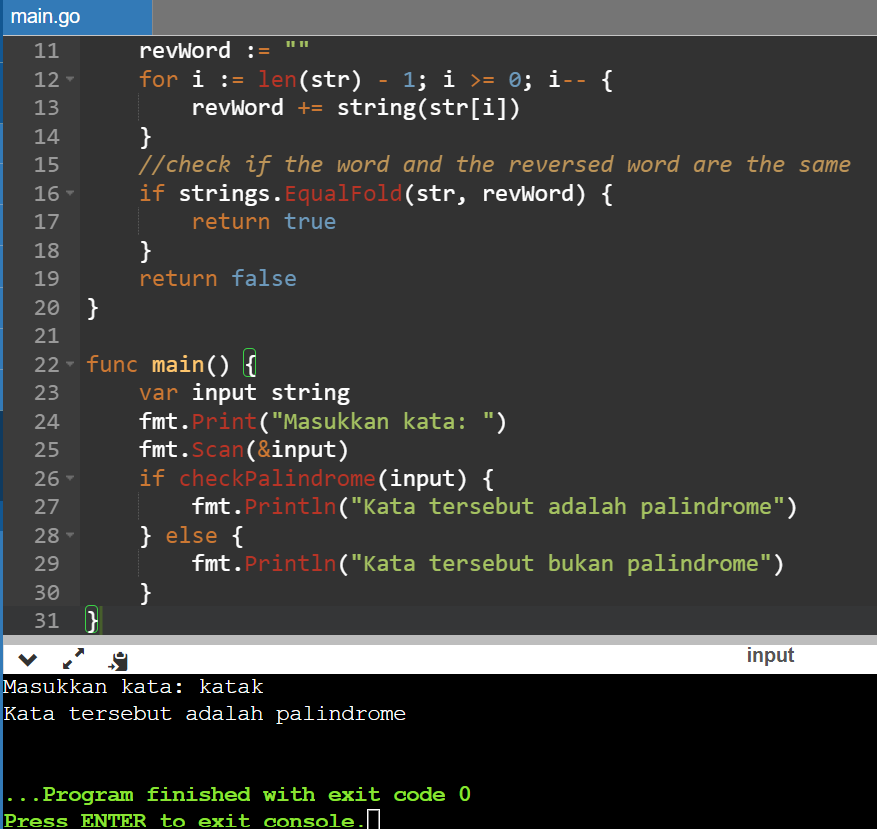 main.go
11 revWord := ""
12 for i := len(str) - 1; i >= 0; i-- {
13 revWord += string(str[i])
14 }
15 //check if the word and the reversed word are the same
16 if strings.EqualFold(str, revWord) {
17 return true
18 }
19 return false
20 }
21
22 func main() {
23 var input string
24 fmt.Print("Masukkan kata: ")
25 fmt.Scan(&input)
26 if checkPalindrome(input) {
27 fmt.Println("Kata tersebut adalah palindrome")
28 } else {
29 fmt.Println("Kata tersebut bukan palindrome")
30 }
31 }
input
Masukkan kata: katak
Kata tersebut adalah palindrome
...Program finished with exit code 0
Press ENTER to exit console.